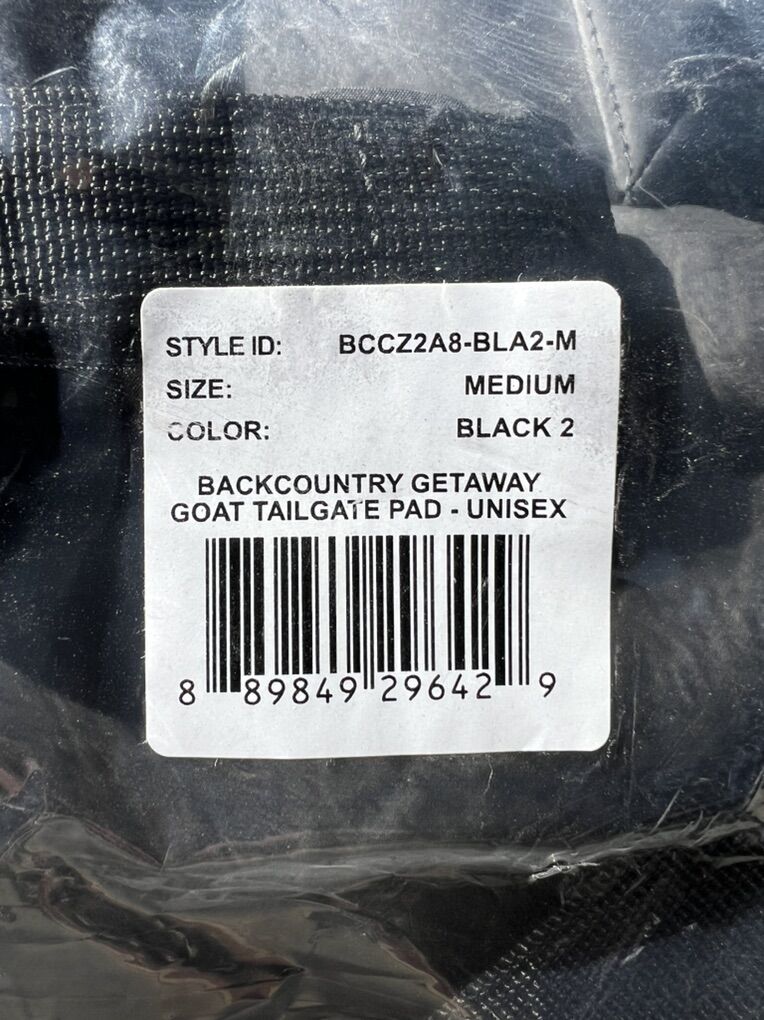 STYLE ID: BCCZ2A8-BLA2-M
SIZE: MEDIUM
COLOR: BLACK 2
BACKCOUNTRY GETAWAY
GOAT TAILGATE PAD - UNISEX
8 89849 29642 9